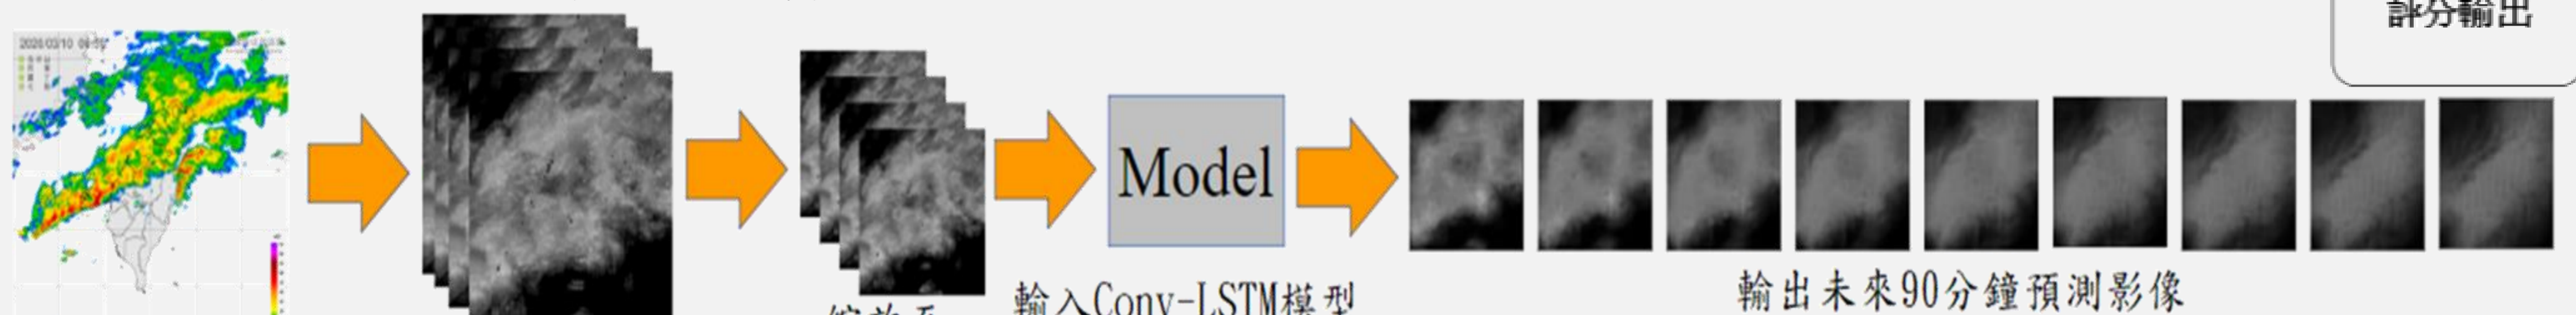 評分輸出
Model
輸入Conv-LSTM模型
輸出未來90分鐘預測影像